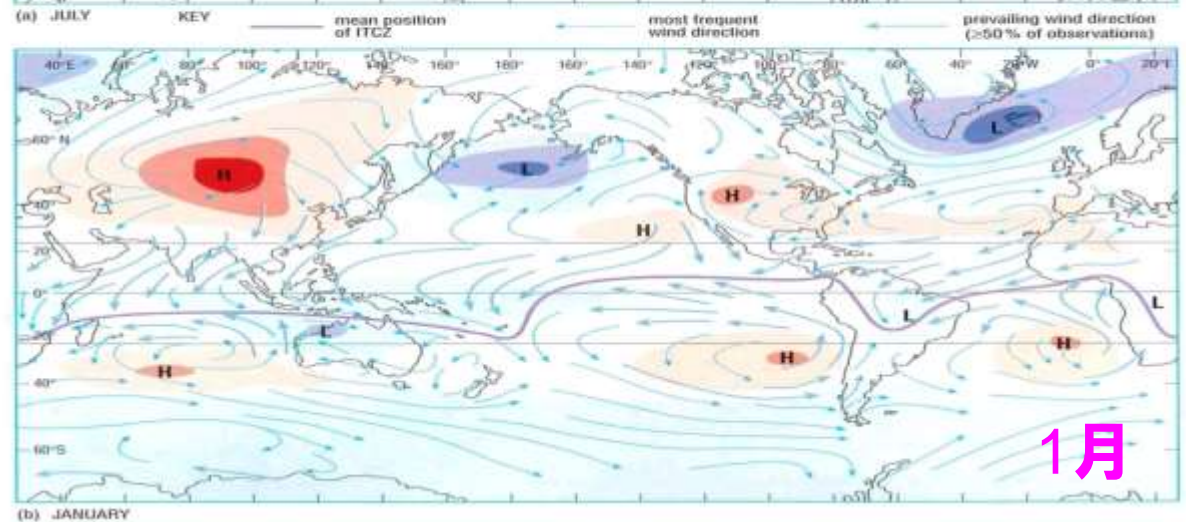 (a) JULY KEY mean position of ITCZ most frequent wind direction prevailing wind direction (≥50% of observations)
40°E 60° 80° 100° 120° 140° 160° 180° 160° 140° 120° 100° 80° 60° 40° 20°W 0° 20°E
60° N
L
L
H
H
40°
H
20°
0°
L
L
L
H
H
H
40°
60°S
1月
(b) JANUARY